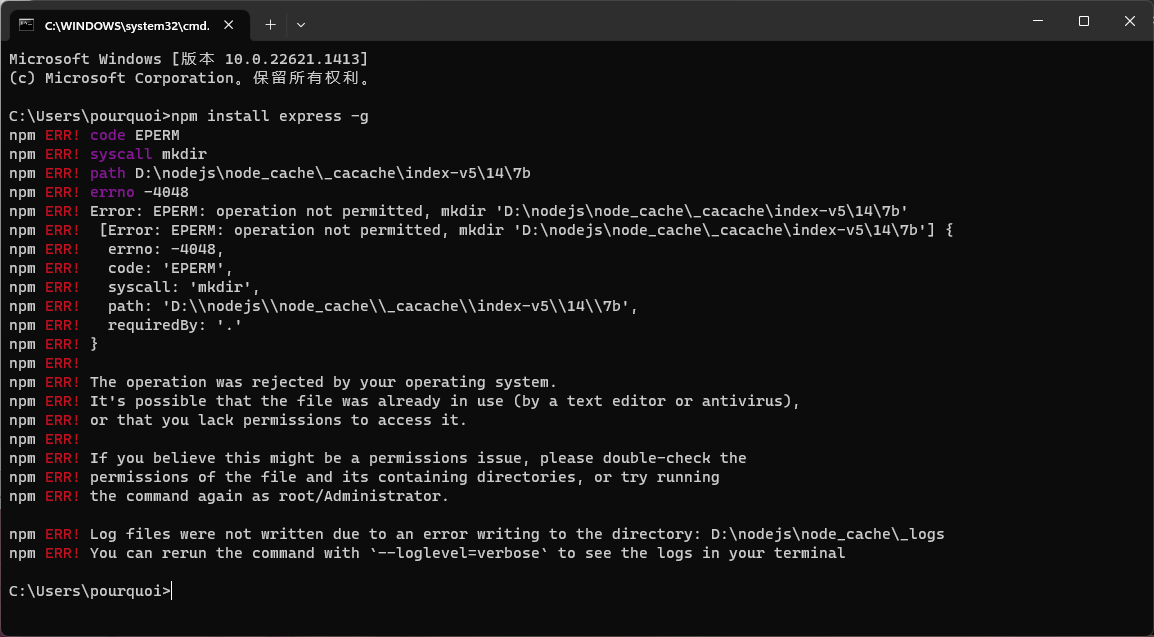 C:\WINDOWS\system32\cmd.
Microsoft Windows [版本 10.0.22621.1413]
(c) Microsoft Corporation。保留所有权利。
C:\Users\pourquoi>npm install express -g
npm ERR! code EPERM
npm ERR! syscall mkdir
npm ERR! path D:\nodejs\node_cache\_cacache\index-v5\14\7b
npm ERR! errno -4048
npm ERR! Error: EPERM: operation not permitted, mkdir 'D:\nodejs\node_cache\_cacache\index-v5\14\7b'
npm ERR!  [Error: EPERM: operation not permitted, mkdir 'D:\nodejs\node_cache\_cacache\index-v5\14\7b'] {
npm ERR!   errno: -4048,
npm ERR!   code: 'EPERM',
npm ERR!   syscall: 'mkdir',
npm ERR!   path: 'D:\\nodejs\\node_cache\\_cacache\\index-v5\\14\\7b',
npm ERR!   requiredBy: '.'
npm ERR! }
npm ERR!
npm ERR! The operation was rejected by your operating system.
npm ERR! It's possible that the file was already in use (by a text editor or antivirus),
npm ERR! or that you lack permissions to access it.
npm ERR!
npm ERR! If you believe this might be a permissions issue, please double-check the
npm ERR! permissions of the file and its containing directories, or try running
npm ERR! the command again as root/Administrator.
npm ERR! Log files were not written due to an error writing to the directory: D:\nodejs\node_cache\_logs
npm ERR! You can rerun the command with `--loglevel=verbose` to see the logs in your terminal
C:\Users\pourquoi>